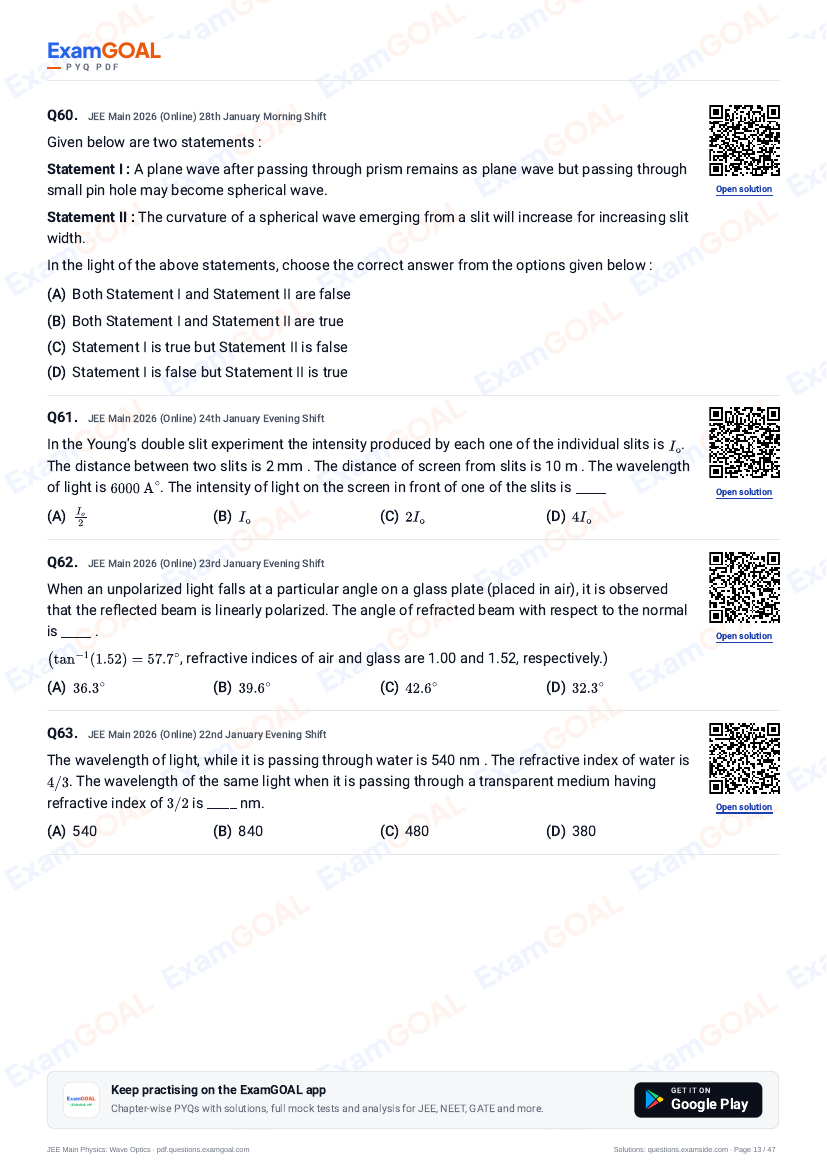 ExamGOAL
PYQ PDF
Q60. JEE Main 2026 (Online) 28th January Morning Shift
Open solution
Given below are two statements :
Statement I : A plane wave after passing through prism remains as plane wave but passing through
small pin hole may become spherical wave.
Statement II : The curvature of a spherical wave emerging from a slit will increase for increasing slit
width.
In the light of the above statements, choose the correct answer from the options given below :
(A) Both Statement I and Statement II are false
(B) Both Statement I and Statement II are true
(C) Statement I is true but Statement II is false
(D) Statement I is false but Statement II is true
Q61. JEE Main 2026 (Online) 24th January Evening Shift
Open solution
In the Young's double slit experiment the intensity produced by each one of the individual slits is I₀.
The distance between two slits is 2 mm . The distance of screen from slits is 10 m . The wavelength
of light is 6000 A°. The intensity of light on the screen in front of one of the slits is ____
(A) I₀/2 (B) I₀ (C) 2I₀ (D) 4I₀
Q62. JEE Main 2026 (Online) 23rd January Evening Shift
Open solution
When an unpolarized light falls at a particular angle on a glass plate (placed in air), it is observed
that the reflected beam is linearly polarized. The angle of refracted beam with respect to the normal
is ____ .
(tan⁻¹(1.52) = 57.7°, refractive indices of air and glass are 1.00 and 1.52, respectively.)
(A) 36.3° (B) 39.6° (C) 42.6° (D) 32.3°
Q63. JEE Main 2026 (Online) 22nd January Evening Shift
Open solution
The wavelength of light, while it is passing through water is 540 nm . The refractive index of water is
4/3. The wavelength of the same light when it is passing through a transparent medium having
refractive index of 3/2 is ____ nm.
(A) 540 (B) 840 (C) 480 (D) 380
ExamGOAL
Keep practising on the ExamGOAL app
Chapter-wise PYQs with solutions, full mock tests and analysis for JEE, NEET, GATE and more.
GET IT ON
Google Play
JEE Main Physics: Wave Optics · pdf.questions.examgoal.com
Solutions: questions.examside.com · Page 13 / 47